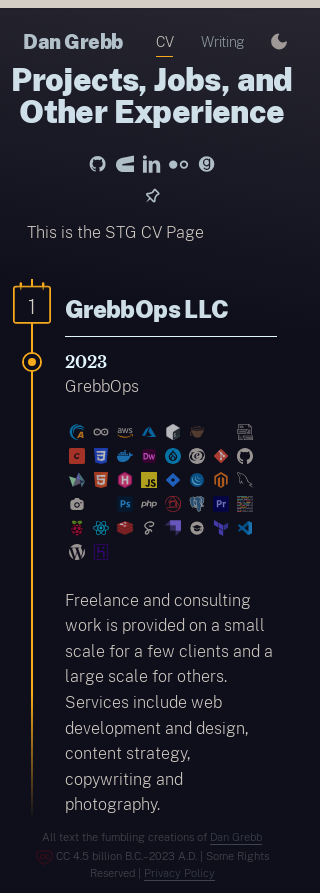 Dan Grebb CV Writing
Projects, Jobs, and
Other Experience
This is the STG CV Page
1
GrebbOps LLC
2023
GrebbOps
aws
Dw
JS
Ps php Pr
Freelance and consulting
work is provided on a small
scale for a few clients and a
large scale for others.
Services include web
development and design,
content strategy,
copywriting and
photography.
All text the fumbling creations of Dan Grebb
CC 4.5 billion B.C.–2023 A.D. | Some Rights
Reserved | Privacy Policy